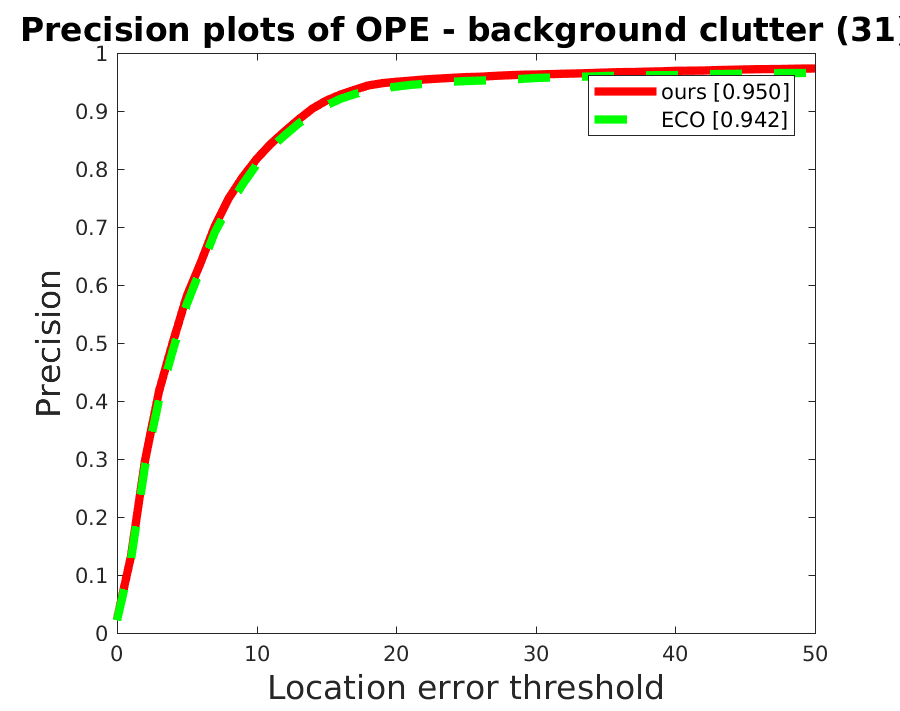 Precision plots of OPE - background clutter (31)
1
0.9
0.8
0.7
0.6
0.5
0.4
0.3
0.2
0.1
0
Precision
ours [0.950]
ECO [0.942]
0 10 20 30 40 50
Location error threshold